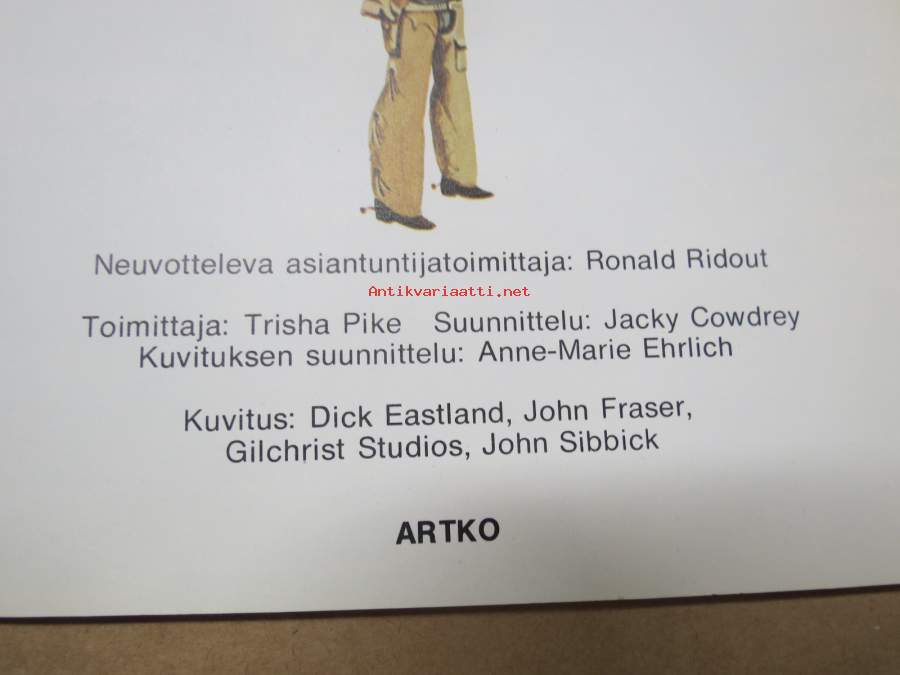 Neuvotteleva asiantuntijatoimittaja: Ronald Ridout
Antikvariaatti.net
Toimittaja: Trisha Pike Suunnittelu: Jacky Cowdrey
Kuvituksen suunnittelu: Anne-Marie Ehrlich
Kuvitus: Dick Eastland, John Fraser,
Gilchrist Studios, John Sibbick
ARTKO